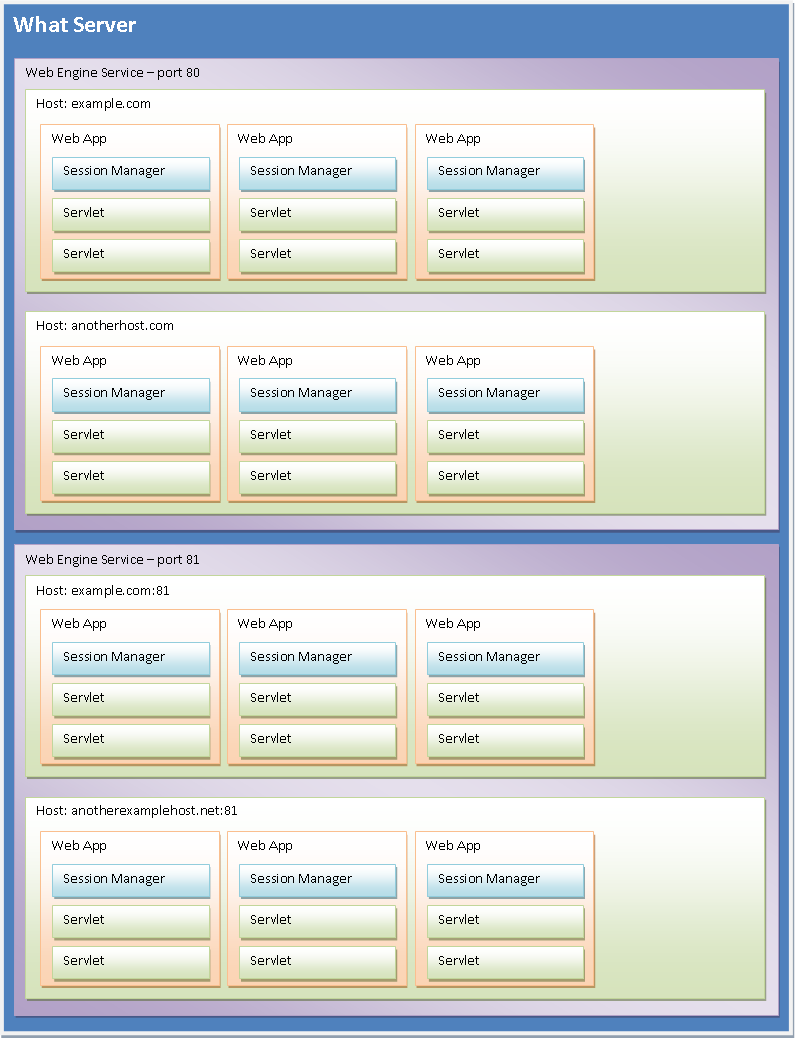 What Server
Web Engine Service – port 80
Host: example.com
Web App Web App Web App
Session Manager Session Manager Session Manager
Servlet Servlet Servlet
Servlet Servlet Servlet
Host: anotherhost.com
Web App Web App Web App
Session Manager Session Manager Session Manager
Servlet Servlet Servlet
Servlet Servlet Servlet
Web Engine Service – port 81
Host: example.com:81
Web App Web App Web App
Session Manager Session Manager Session Manager
Servlet Servlet Servlet
Servlet Servlet Servlet
Host: anotherexamplehost.net:81
Web App Web App Web App
Session Manager Session Manager Session Manager
Servlet Servlet Servlet
Servlet Servlet Servlet